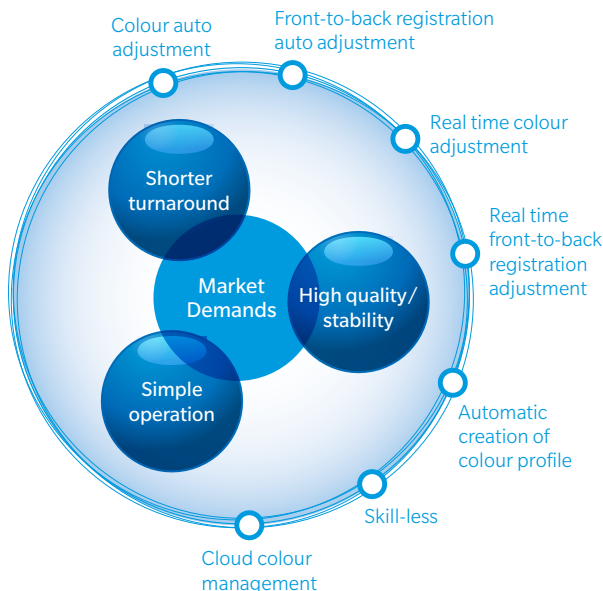 Colour auto
adjustment
Front-to-back registration
auto adjustment
Real time colour
adjustment
Real time
front-to-back
registration
adjustment
Automatic
creation of
colour profile
Skill-less
Cloud colour
management
Shorter
turnaround
Market
Demands
High quality/
stability
Simple
operation